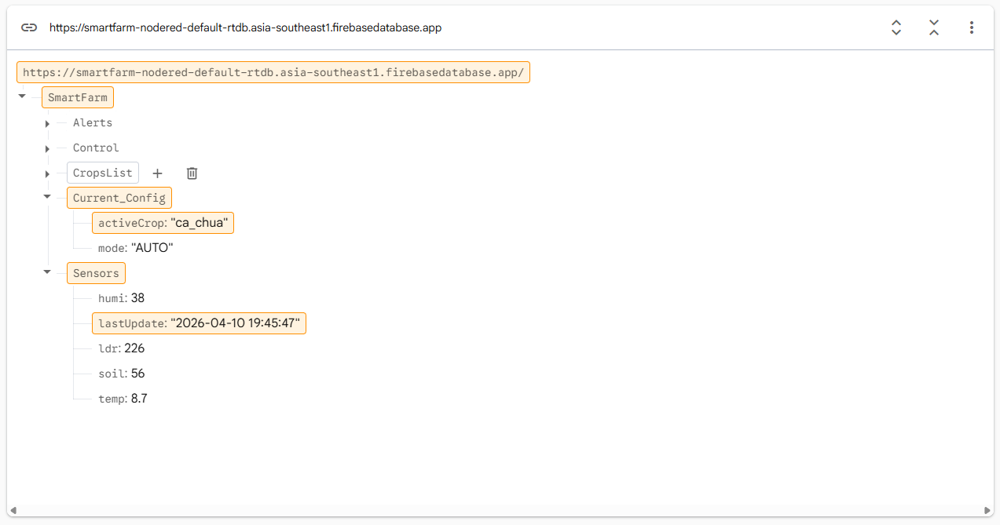 https://smartfarm-nodered-default-rtdb.asia-southeast1.firebasedatabase.app
https://smartfarm-nodered-default-rtdb.asia-southeast1.firebasedatabase.app/
SmartFarm
Alerts
Control
CropsList
Current_Config
activeCrop: "ca_chua"
mode: "AUTO"
Sensors
humi: 38
lastUpdate: "2026-04-10 19:45:47"
ldr: 226
soil: 56
temp: 8.7